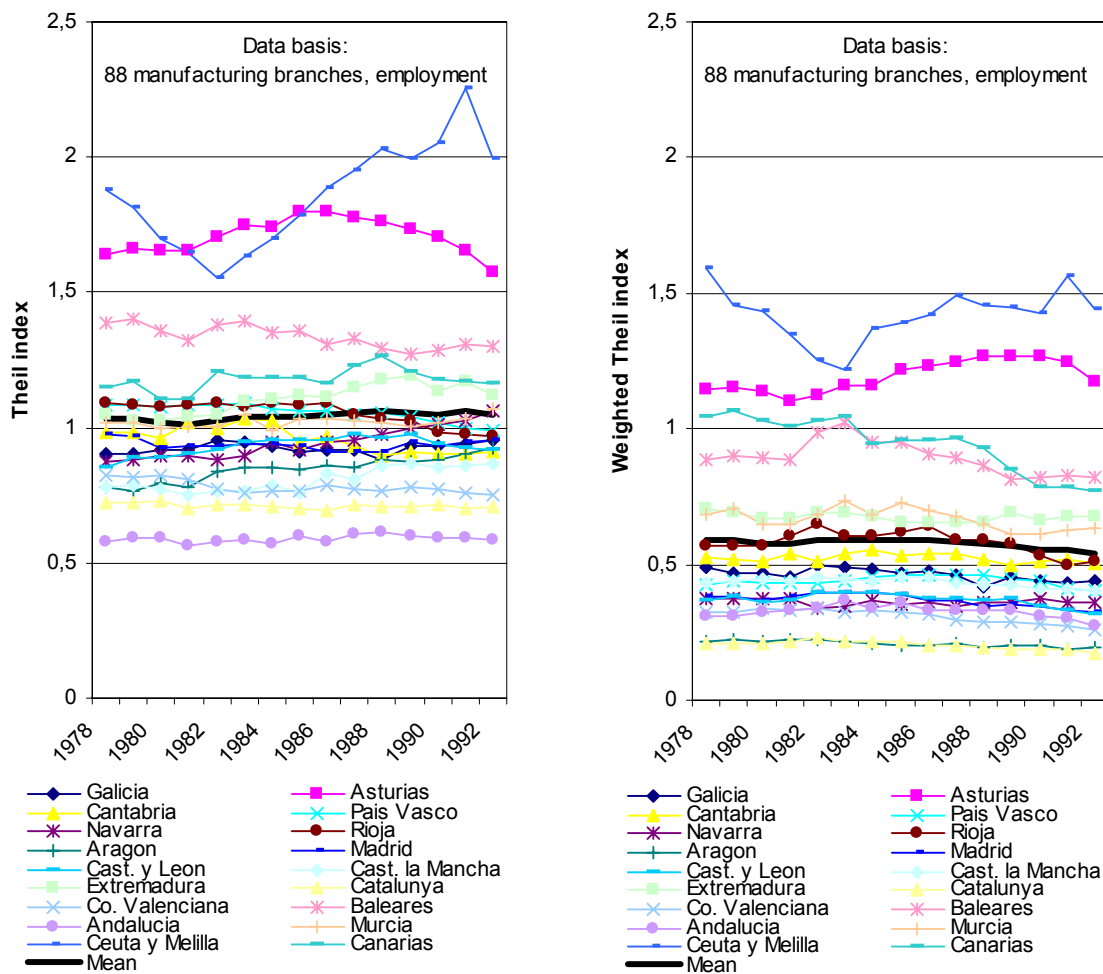 Data basis:
88 manufacturing branches, employment
Theil index
2,5
2
1,5
1
0,5
0
1978
1980
1982
1984
1986
1988
1990
1992
Galicia
Asturias
Cantabria
Pais Vasco
Navarra
Rioja
Aragon
Madrid
Cast. y Leon
Cast. la Mancha
Extremadura
Catalunya
Co. Valenciana
Baleares
Andalucia
Murcia
Ceuta y Melilla
Canarias
Mean
Data basis:
88 manufacturing branches, employment
Weighted Theil index
2,5
2
1,5
1
0,5
0
1978
1980
1982
1984
1986
1988
1990
1992
Galicia
Asturias
Cantabria
Pais Vasco
Navarra
Rioja
Aragon
Madrid
Cast. y Leon
Cast. la Mancha
Extremadura
Catalunya
Co. Valenciana
Baleares
Andalucia
Murcia
Ceuta y Melilla
Canarias
Mean